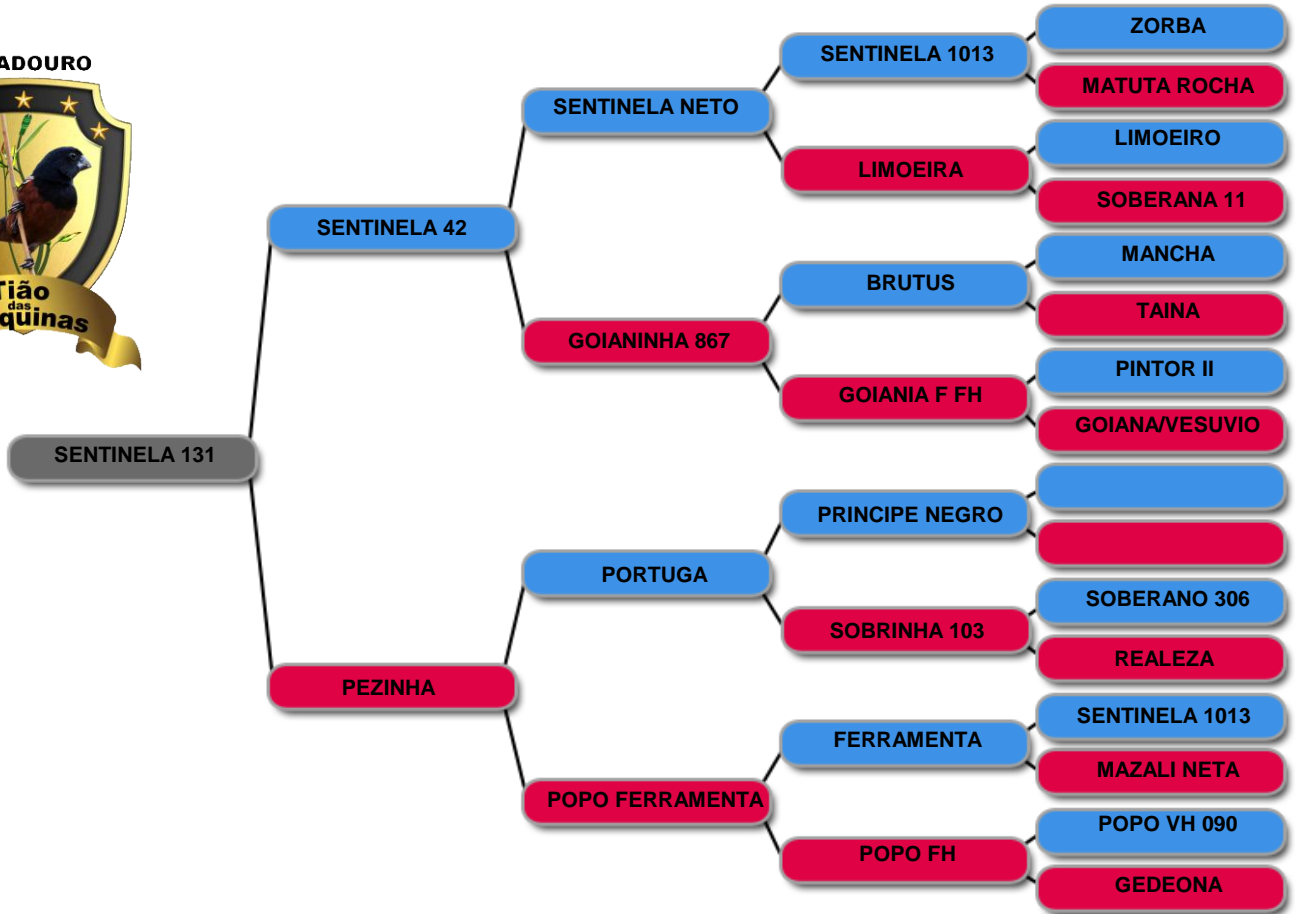 ZORBA
SENTINELA 1013
ADOURO
MATUTA ROCHA
SENTINELA NETO
LIMOEIRO
LIMOEIRA
SOBERANA 11
SENTINELA 42
MANCHA
BRUTUS
TAINA
Tião
das
quinas
GOIANINHA 867
PINTOR II
GOIANIA F FH
GOIANA/VESUVIO
SENTINELA 131
PRINCIPE NEGRO
PORTUGA
SOBERANO 306
SOBRINHA 103
REALEZA
PEZINHA
SENTINELA 1013
FERRAMENTA
MAZALI NETA
POPO FERRAMENTA
POPO VH 090
POPO FH
GEDEONA